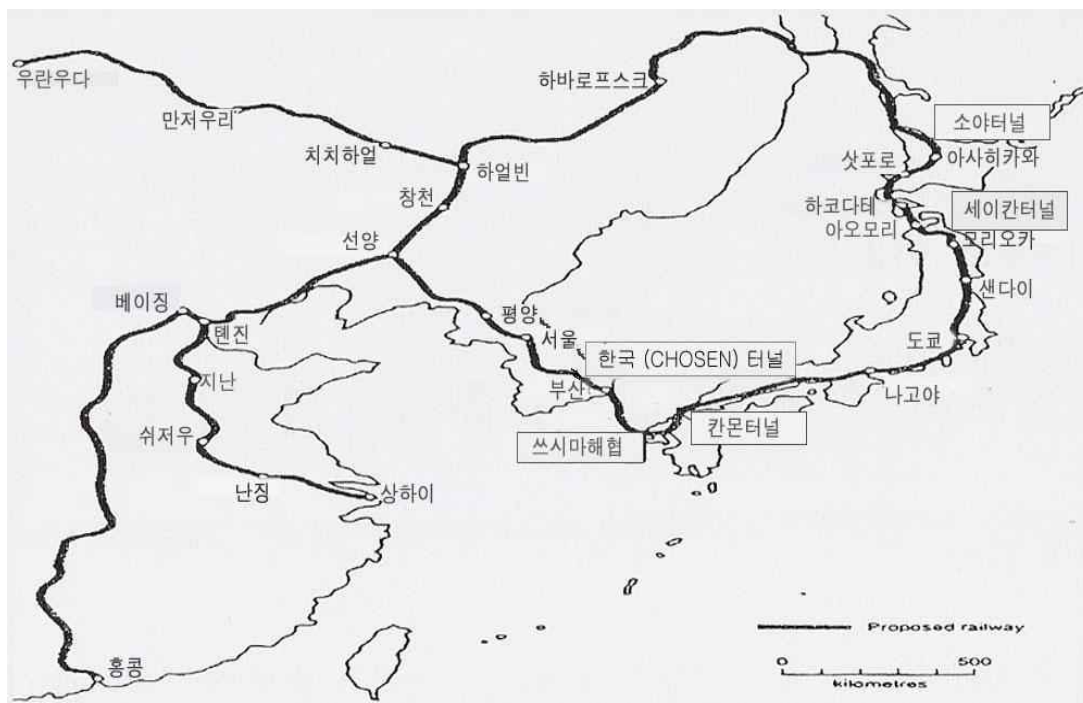 우란우다
만저우리
치치하얼
하얼빈
하바로프스크
창천
선양
소야터널
삿포로
아사히카와
하코다테
세이칸터널
아오모리
모리오카
베이징
톈진
평양
서울
샌다이
도쿄
한국 (CHOSEN) 터널
부산
지난
나고야
쉬저우
쓰시마해협
칸몬터널
난징
상하이
홍콩
Proposed railway
0 500
kilometres